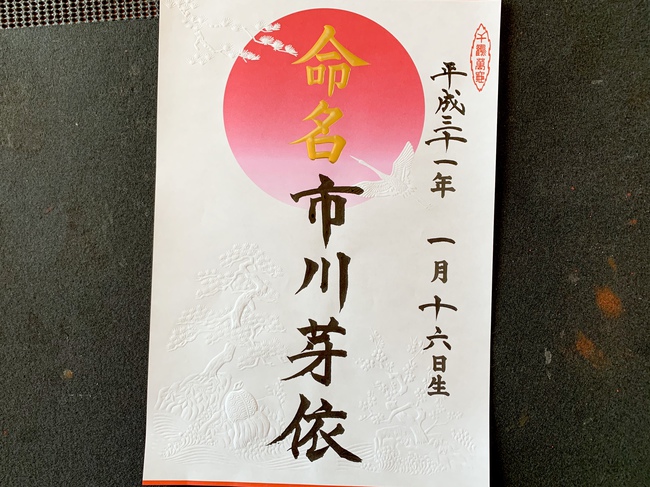 平成三十一年 一月十六日生
命名 市川芽依